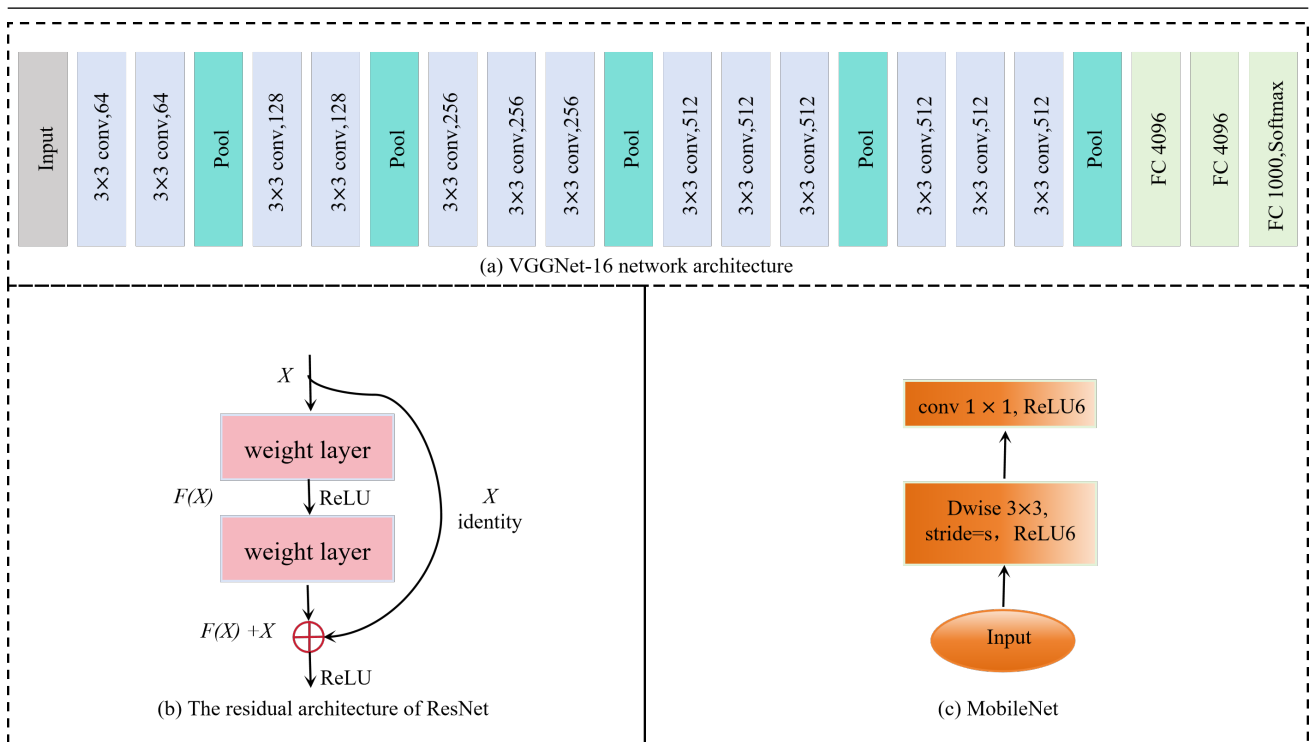 Input
3×3 conv,64
3×3 conv,64
Pool
3×3 conv,128
3×3 conv,128
Pool
3×3 conv,256
3×3 conv,256
3×3 conv,256
Pool
3×3 conv,512
3×3 conv,512
3×3 conv,512
Pool
3×3 conv,512
3×3 conv,512
3×3 conv,512
Pool
FC 4096
FC 4096
FC 1000,Softmax
(a) VGGNet-16 network architecture
X
weight layer
F(X)
ReLU
X
identity
weight layer
F(X) +X
ReLU
(b) The residual architecture of ResNet
conv 1 × 1, ReLU6
Dwise 3×3,
stride=s，ReLU6
Input
(c) MobileNet